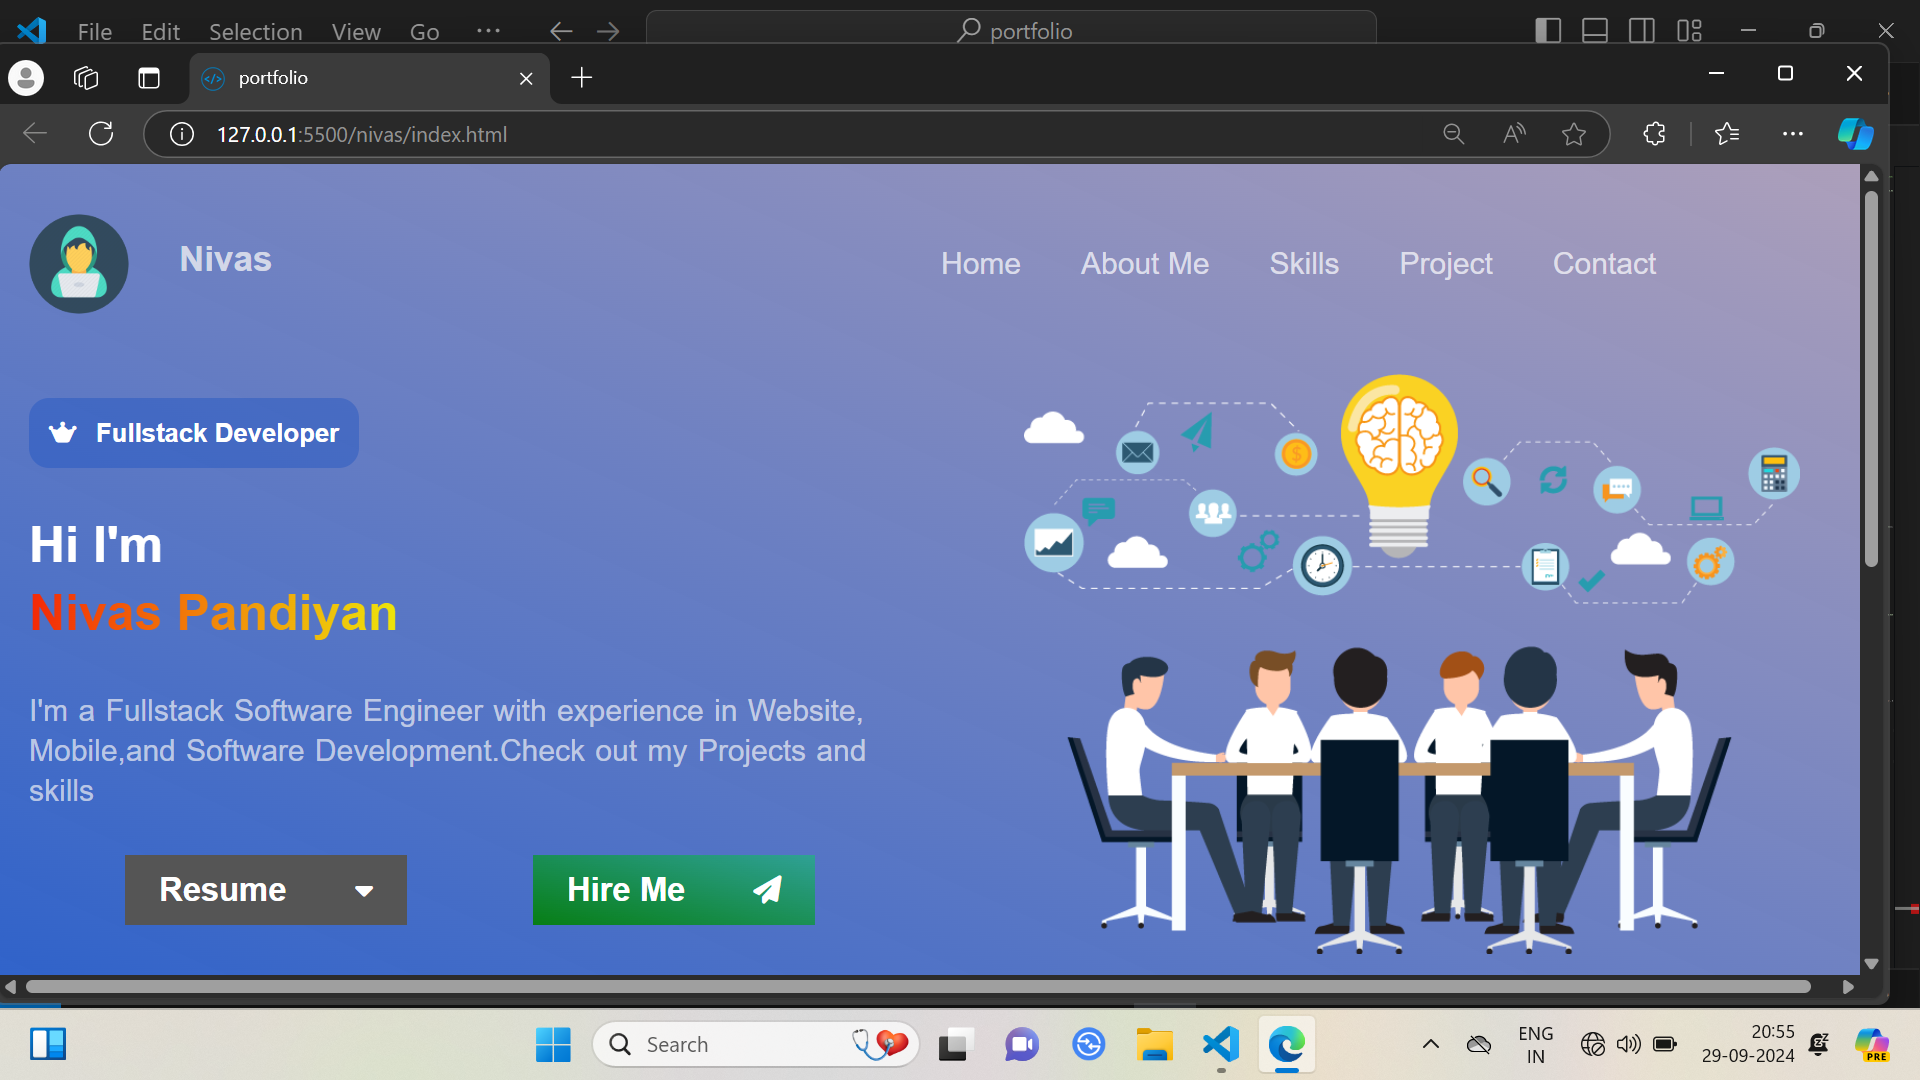 File Edit Selection View Go ··· portfolio
portfolio
127.0.0.1:5500/nivas/index.html
Nivas
Home About Me Skills Project Contact
Fullstack Developer
Hi I'm
Nivas Pandiyan
I'm a Fullstack Software Engineer with experience in Website,
Mobile,and Software Development.Check out my Projects and
skills
Resume
Hire Me
Search
ENG
IN
20:55
29-09-2024
PRE